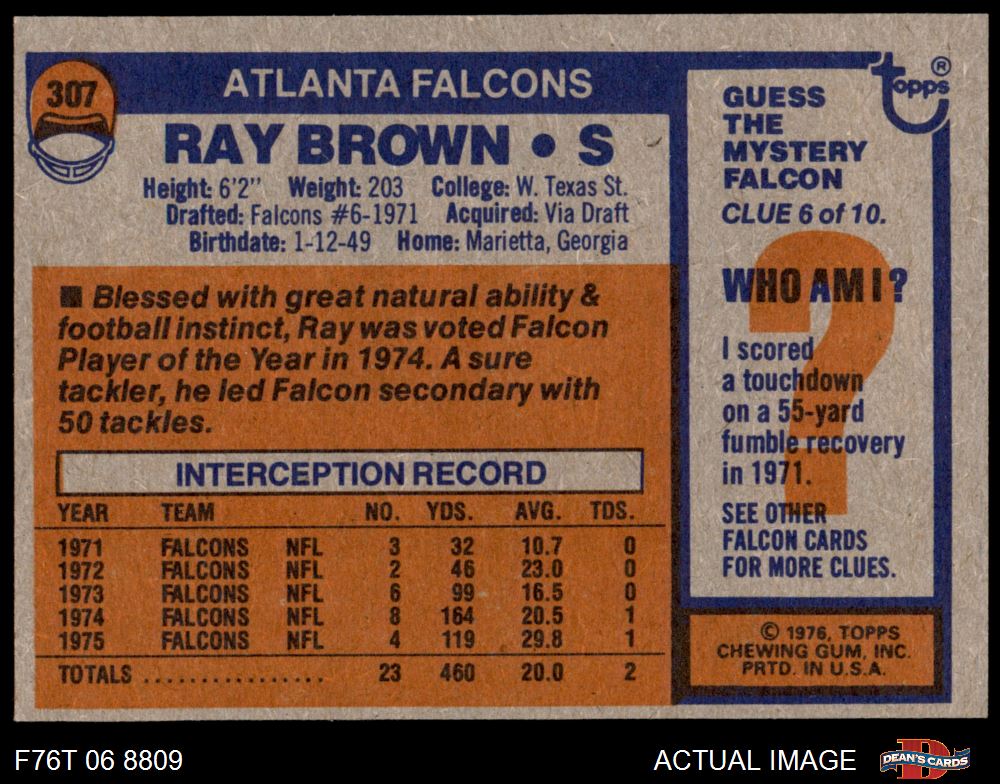 307
ATLANTA FALCONS
RAY BROWN • S
Height: 6'2" Weight: 203 College: W. Texas St.
Drafted: Falcons #6-1971 Acquired: Via Draft
Birthdate: 1-12-49 Home: Marietta, Georgia
■ Blessed with great natural ability &
football instinct, Ray was voted Falcon
Player of the Year in 1974. A sure
tackler, he led Falcon secondary with
50 tackles.
INTERCEPTION RECORD
YEAR TEAM NO. YDS. AVG. TDS.
1971 FALCONS NFL 3 32 10.7 0
1972 FALCONS NFL 2 46 23.0 0
1973 FALCONS NFL 6 99 16.5 0
1974 FALCONS NFL 8 164 20.5 1
1975 FALCONS NFL 4 119 29.8 1
TOTALS ................ 23 460 20.0 2
topps®
GUESS
THE
MYSTERY
FALCON
CLUE 6 of 10.
?
WHO AM I?
I scored
a touchdown
on a 55-yard
fumble recovery
in 1971.
SEE OTHER
FALCON CARDS
FOR MORE CLUES.
© 1976, TOPPS
CHEWING GUM, INC.
PRTD. IN U.S.A.
F76T 06 8809
ACTUAL IMAGE
DEAN'S CARDS